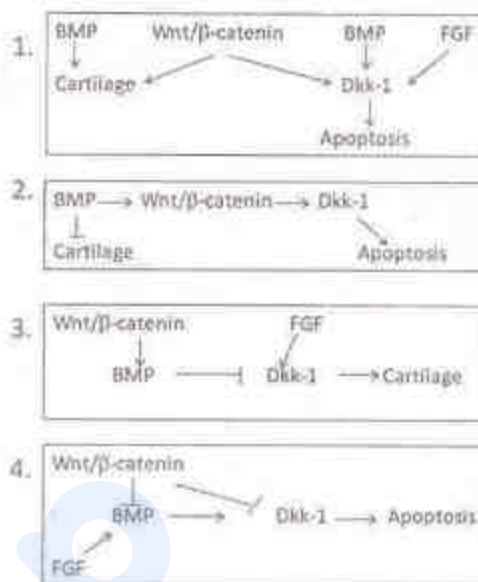 1.
BMP Wnt/β-catenin BMP FGF
Cartilage Dkk-1
Apoptosis
2.
BMP Wnt/β-catenin Dkk-1
Cartilage Apoptosis
3.
Wnt/β-catenin FGF
BMP Dkk-1 Cartilage
4.
Wnt/β-catenin
BMP Dkk-1 Apoptosis
FGF